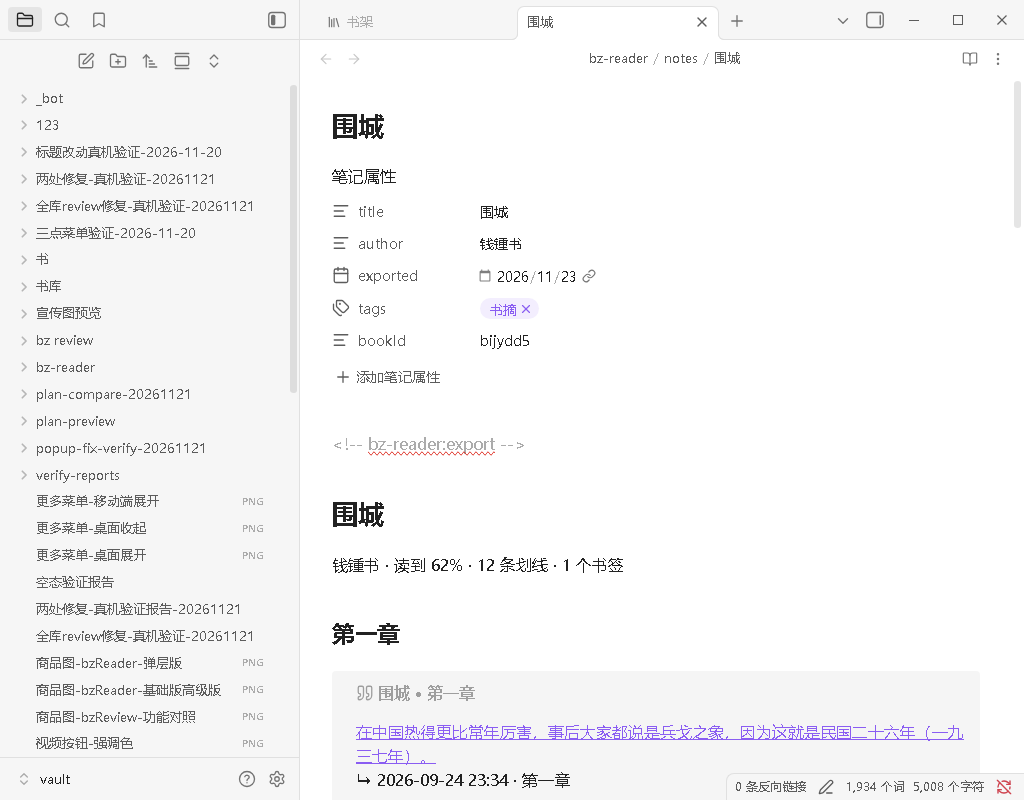 书架
围城
bz-reader / notes / 围城
_bot
123
标题改动真机验证-2026-11-20
两处修复-真机验证-20261121
全库review修复-真机验证-20261121
三点菜单验证-2026-11-20
书
书库
宣传图预览
bz review
bz-reader
plan-compare-20261121
plan-preview
popup-fix-verify-20261121
verify-reports
更多菜单-移动端展开 PNG
更多菜单-桌面收起 PNG
更多菜单-桌面展开 PNG
空态验证报告
两处修复-真机验证报告-20261121
全库review修复-真机验证-20261121
商品图-bzReader-弹层版 PNG
商品图-bzReader-基础版高级版 PNG
商品图-bzReview-功能对照 PNG
视频按钮-强调色 PNG
vault
围城
笔记属性
title 围城
author 钱锺书
exported 2026/11/23
tags 书摘
bookId bijydd5
添加笔记属性
<!-- bz-reader:export -->
围城
钱锺书 · 读到 62% · 12 条划线 · 1 个书签
第一章
围城 • 第一章
在中国热得更比常年厉害，事后大家都说是兵戈之象，因为这就是民国二十六年（一九
三七年）。
↪ 2026-09-24 23:34 · 第一章
0 条反向链接 1,934 个词 5,008 个字符